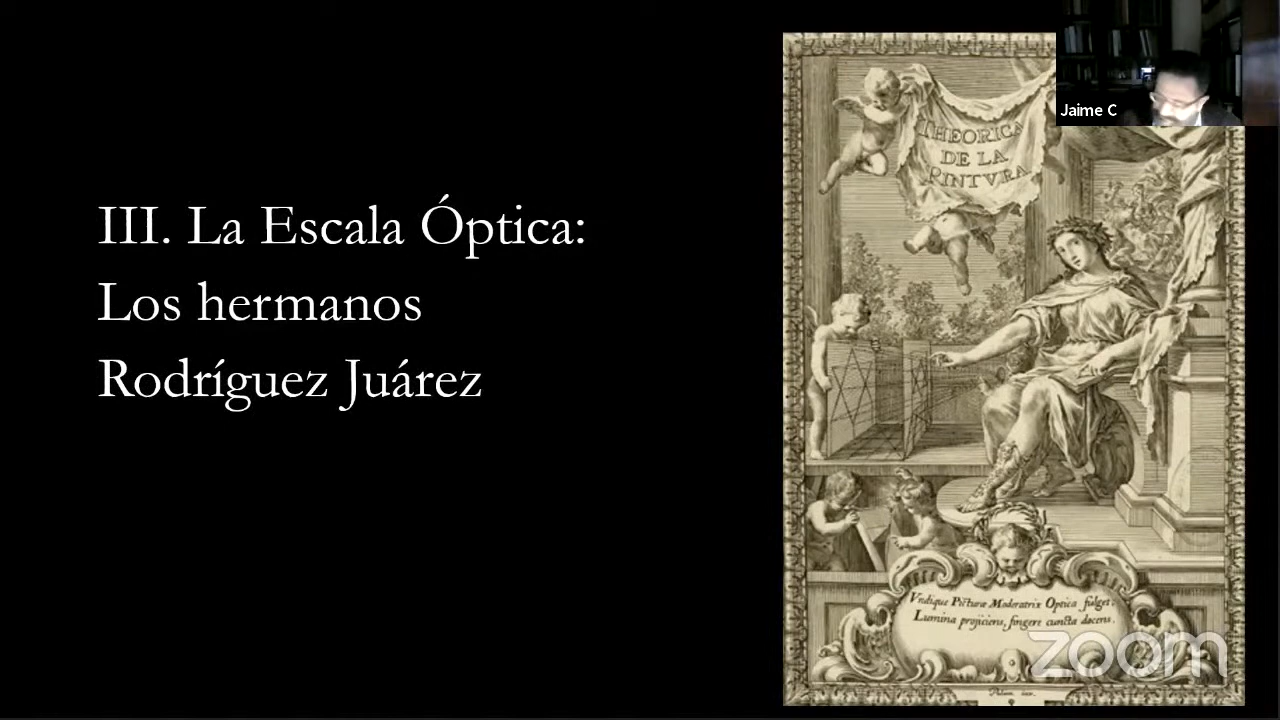 III. La Escala Óptica:
Los hermanos
Rodríguez Juárez
THEORICA
DE LA
PINTVRA
Vndique Picturæ Moderatrix Optica fulget;
Lumina projiciens, fingere cuncta docens.
Jaime C
zoom